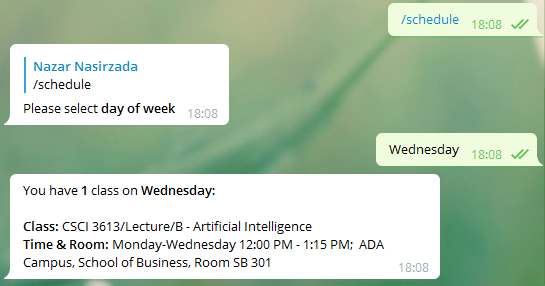 /schedule
18:08
Nazar Nasirzada
/schedule
Please select day of week
18:08
Wednesday
18:08
You have 1 class on Wednesday:
Class: CSCI 3613/Lecture/B - Artificial Intelligence
Time & Room: Monday-Wednesday 12:00 PM - 1:15 PM; ADA
Campus, School of Business, Room SB 301
18:08